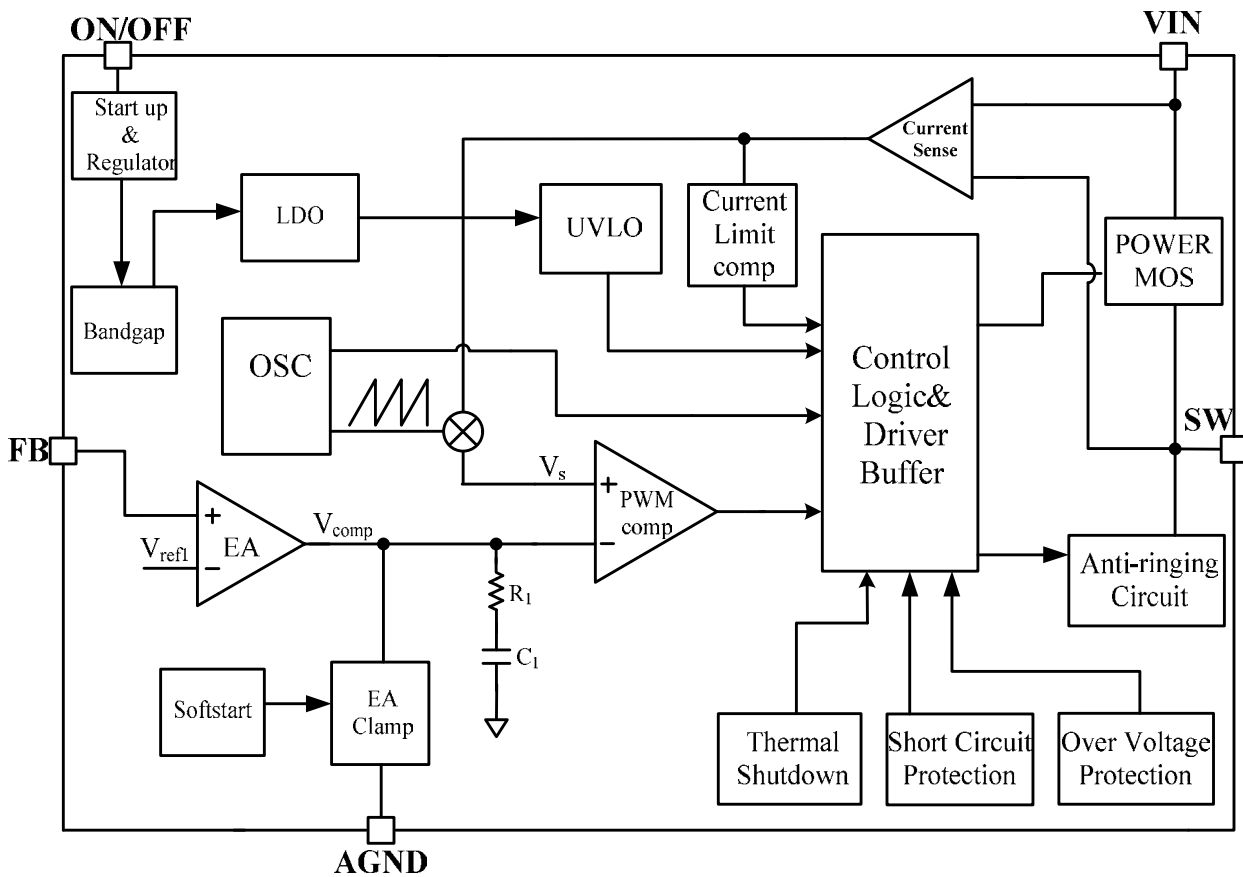 ON/OFF
VIN
Start up
&
Regulator
Current
Sense
LDO
UVLO
Current
Limit
comp
POWER
MOS
Bandgap
OSC
Control
Logic&
Driver
Buffer
SW
FB
Vs
+
PWM
comp
−
+
EA
−
Vref1
Vcomp
R1
C1
Anti-ringing
Circuit
Softstart
EA
Clamp
Thermal
Shutdown
Short Circuit
Protection
Over Voltage
Protection
AGND